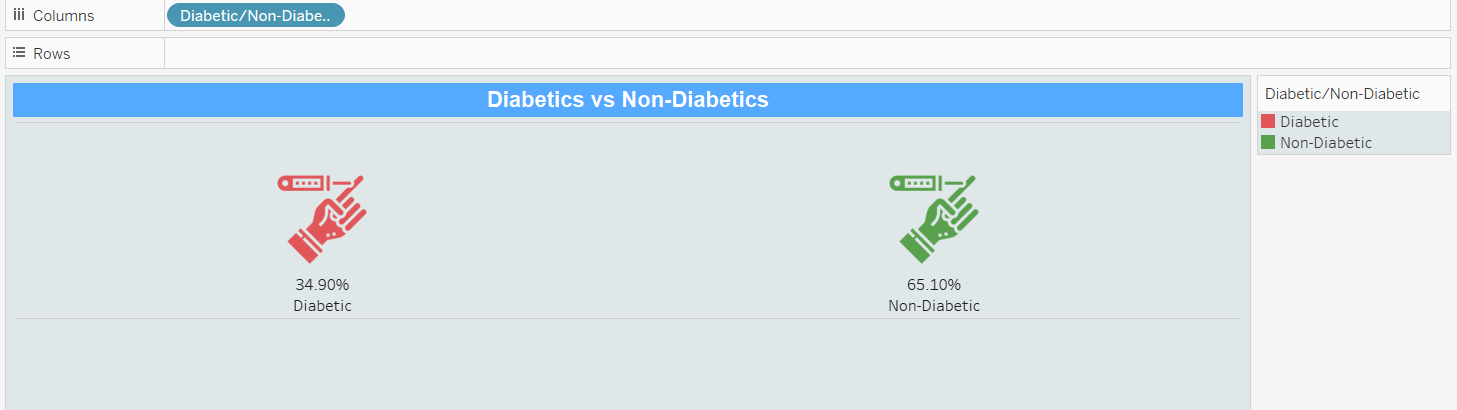 Columns
Diabetic/Non-Diabe..
Rows
Diabetics vs Non-Diabetics
34.90%
Diabetic
65.10%
Non-Diabetic
Diabetic/Non-Diabetic
Diabetic
Non-Diabetic